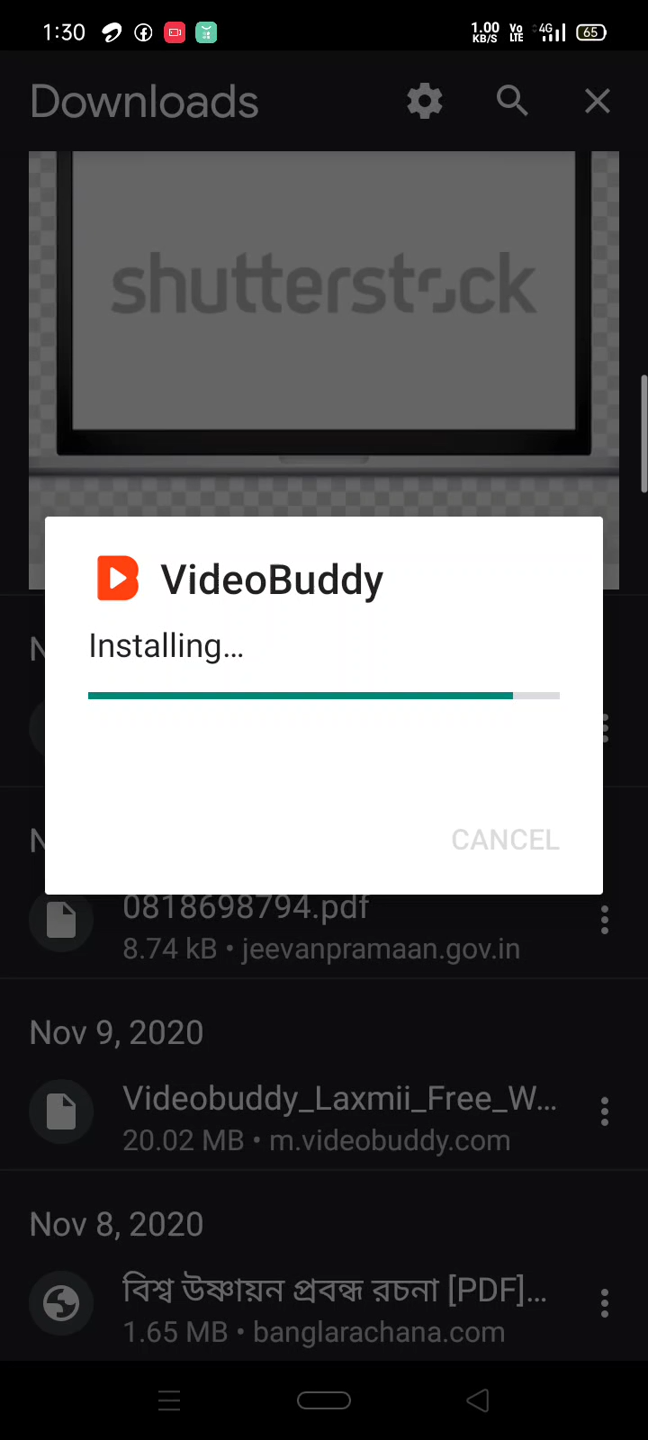 1:30
1.00 KB/S Vo LTE 4G 65
Downloads
shutterstock
VideoBuddy
Installing...
CANCEL
N
N
0818698794.pdf
8.74 kB • jeevanpramaan.gov.in
Nov 9, 2020
Videobuddy_Laxmii_Free_W...
20.02 MB • m.videobuddy.com
Nov 8, 2020
বিশ্ব উষ্ণায়ন প্রবন্ধ রচনা [PDF]...
1.65 MB • banglarachana.com